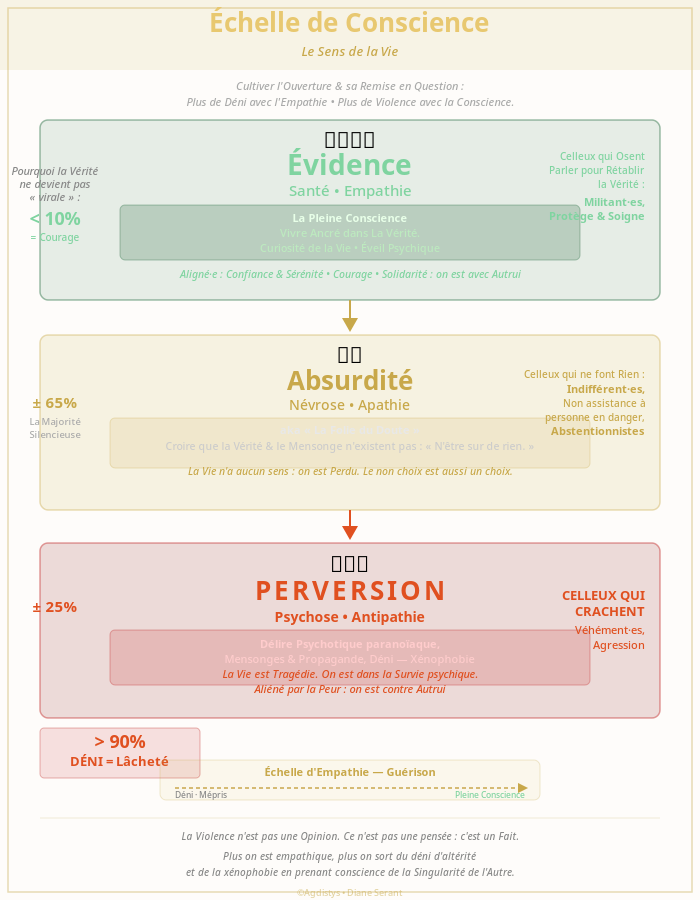 Échelle de Conscience
Le Sens de la Vie
Cultiver l'Ouverture & sa Remise en Question :
Plus de Déni avec l'Empathie • Plus de Violence avec la Conscience.
Évidence
Santé • Empathie
La Pleine Conscience
Vivre Ancré dans La Vérité.
Curiosité de la Vie • Éveil Psychique
Aligné·e : Confiance & Sérénité • Courage • Solidarité : on est avec Autrui
Pourquoi la Vérité
ne devient pas
« virale » :
< 10%
= Courage
Celleux qui Osent
Parler pour Rétablir
la Vérité :
Militant·es,
Protège & Soigne
Absurdité
Névrose • Apathie
Croire que la Vérité & le Mensonge n'existent pas : « N'être sur de rien. »
La Vie n'a aucun sens : on est Perdu. Le non choix est aussi un choix.
± 65%
La Majorité
Silencieuse
Celleux qui ne font Rien :
Indifférent·es,
Non assistance à
personne en danger,
Abstentionnistes
PERVERSION
Psychose • Antipathie
Délire Psychotique paranoïaque,
Mensonges & Propagande, Déni — Xénophobie
La Vie est Tragédie. On est dans la Survie psychique.
Aliéné par la Peur : on est contre Autrui
± 25%
CELLEUX QUI
CRACHENT
Véhément·es,
Agression
> 90%
DÉNI = Lâcheté
Échelle d'Empathie — Guérison
Déni · Mépris
Pleine Conscience
La Violence n'est pas une Opinion. Ce n'est pas une pensée : c'est un Fait.
Plus on est empathique, plus on sort du déni d'altérité
et de la xénophobie en prenant conscience de la Singularité de l'Autre.
©Agdistys • Diane Serant